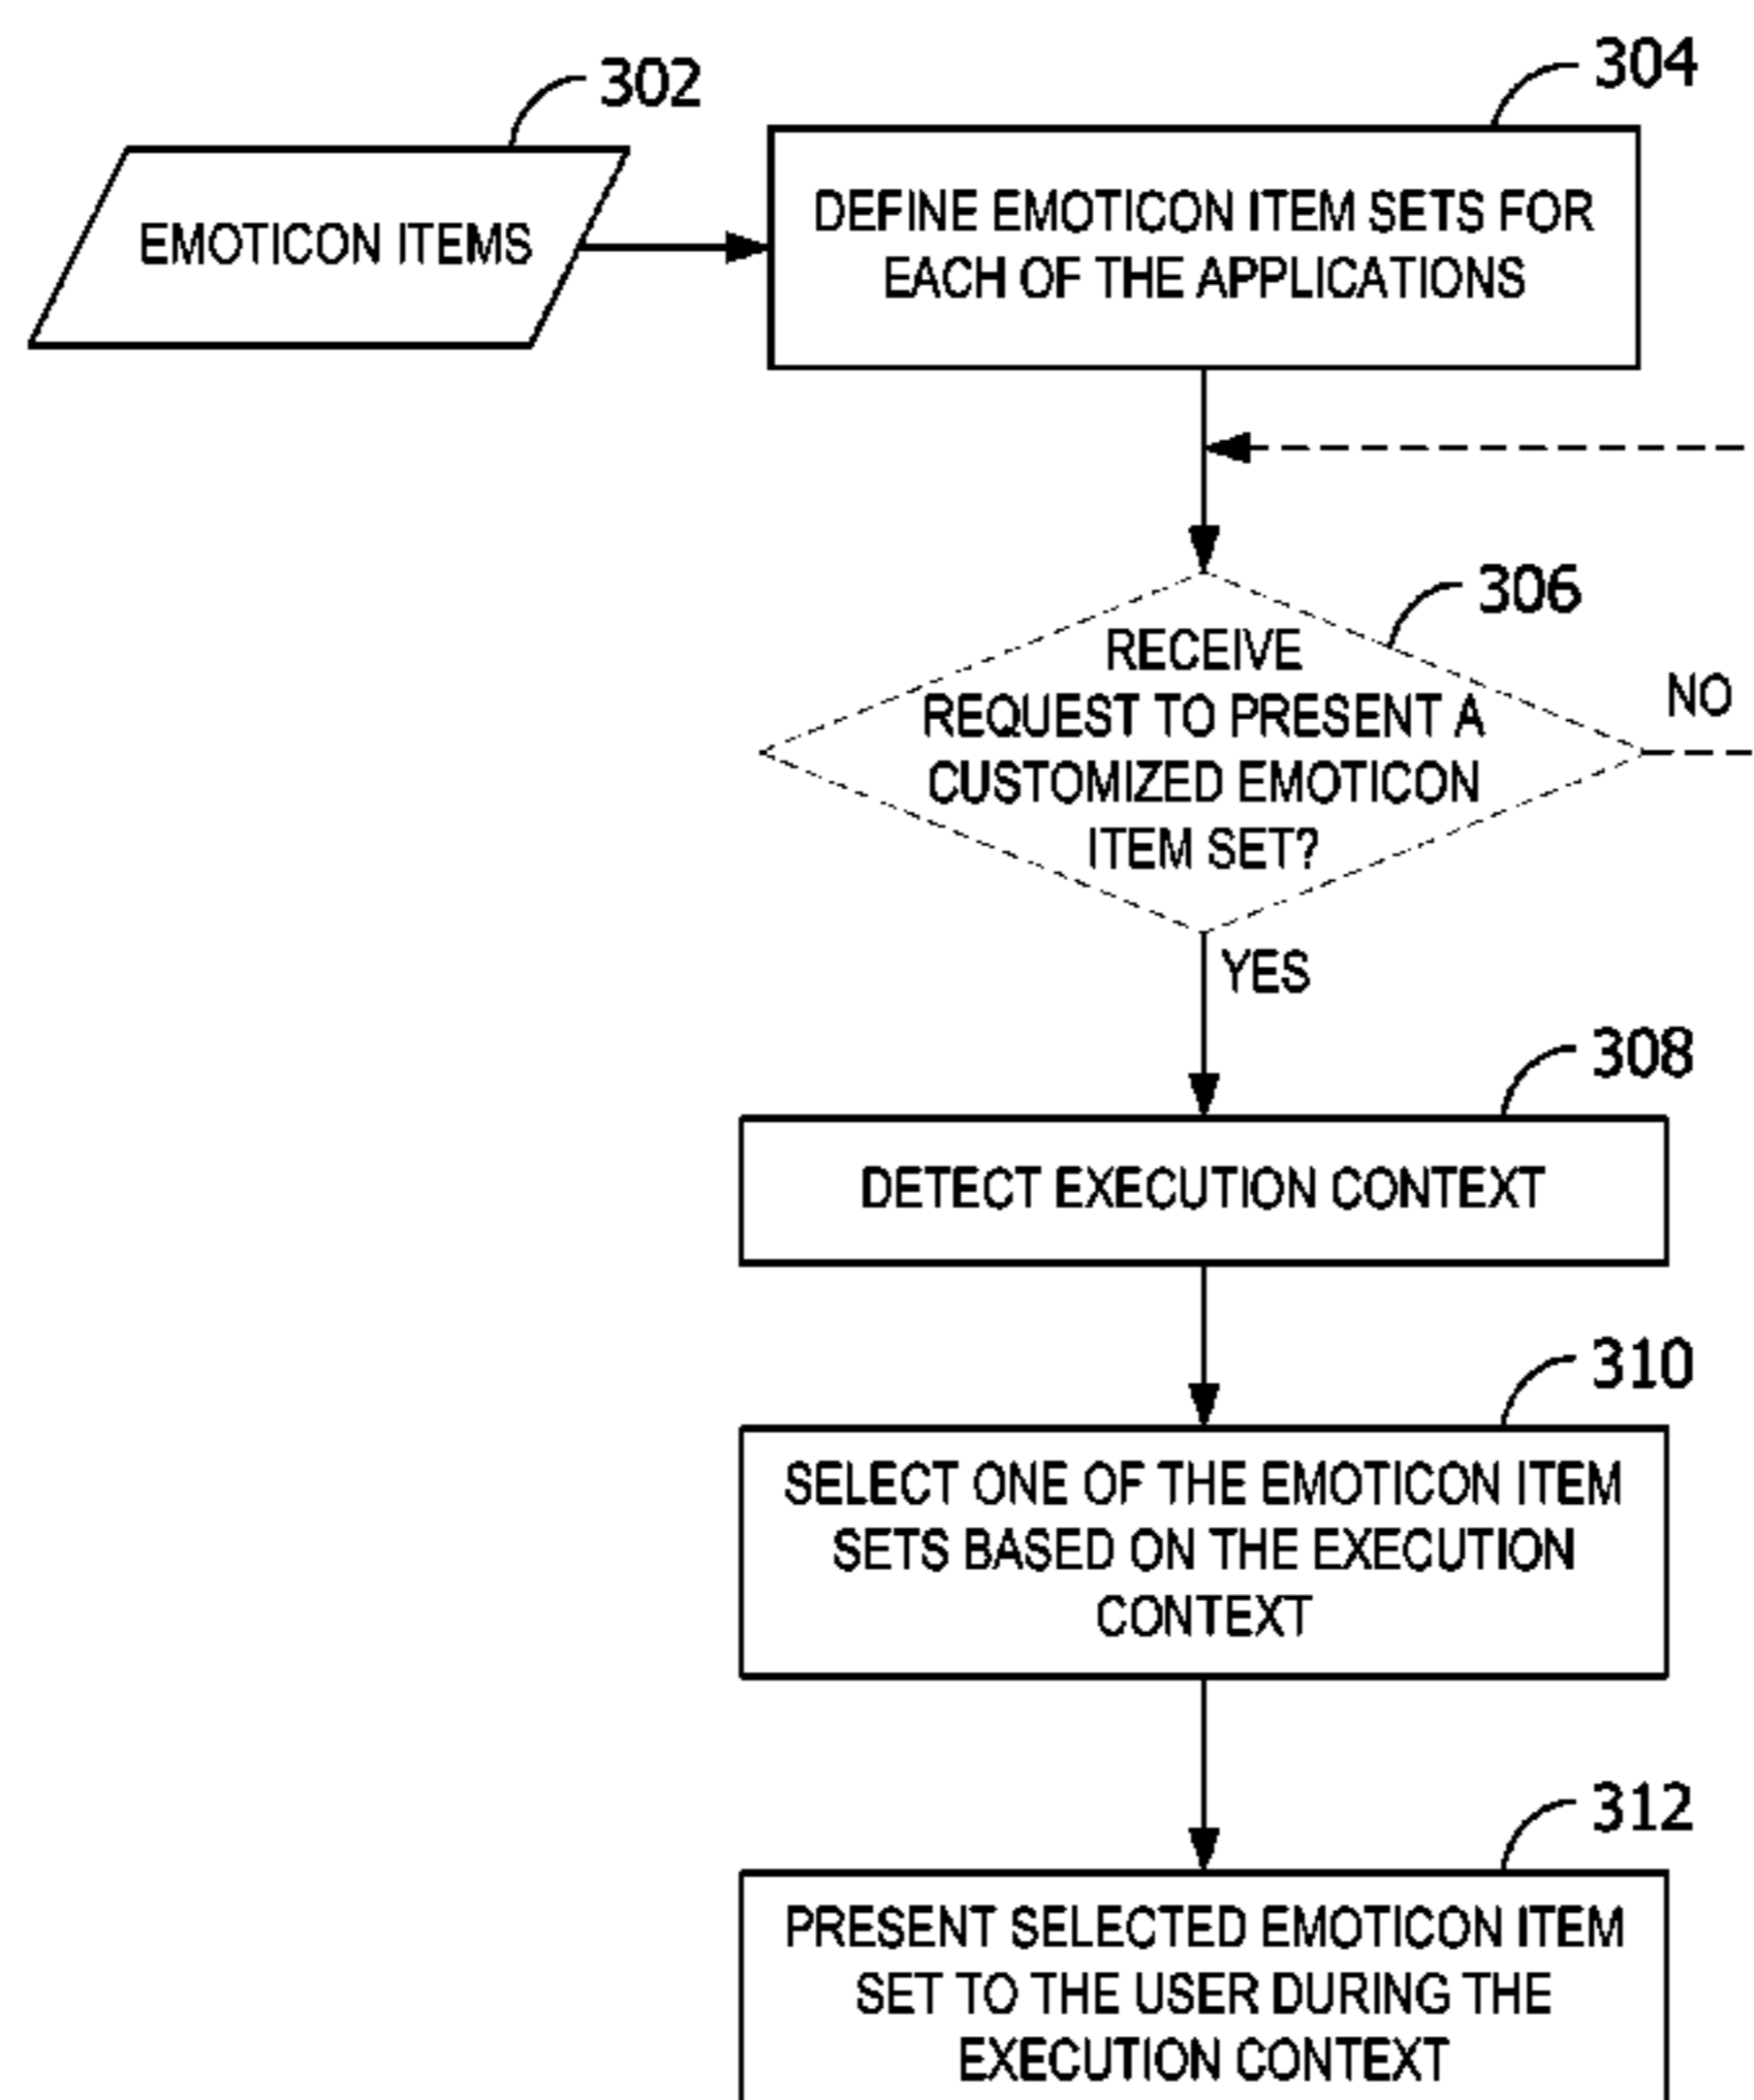 302
304
EMOTICON ITEMS
DEFINE EMOTICON ITEM SETS FOR
EACH OF THE APPLICATIONS
306
RECEIVE
REQUEST TO PRESENT A
CUSTOMIZED EMOTICON
ITEM SET?
NO
YES
308
DETECT EXECUTION CONTEXT
310
SELECT ONE OF THE EMOTICON ITEM
SETS BASED ON THE EXECUTION
CONTEXT
312
PRESENT SELECTED EMOTICON ITEM
SET TO THE USER DURING THE
EXECUTION CONTEXT